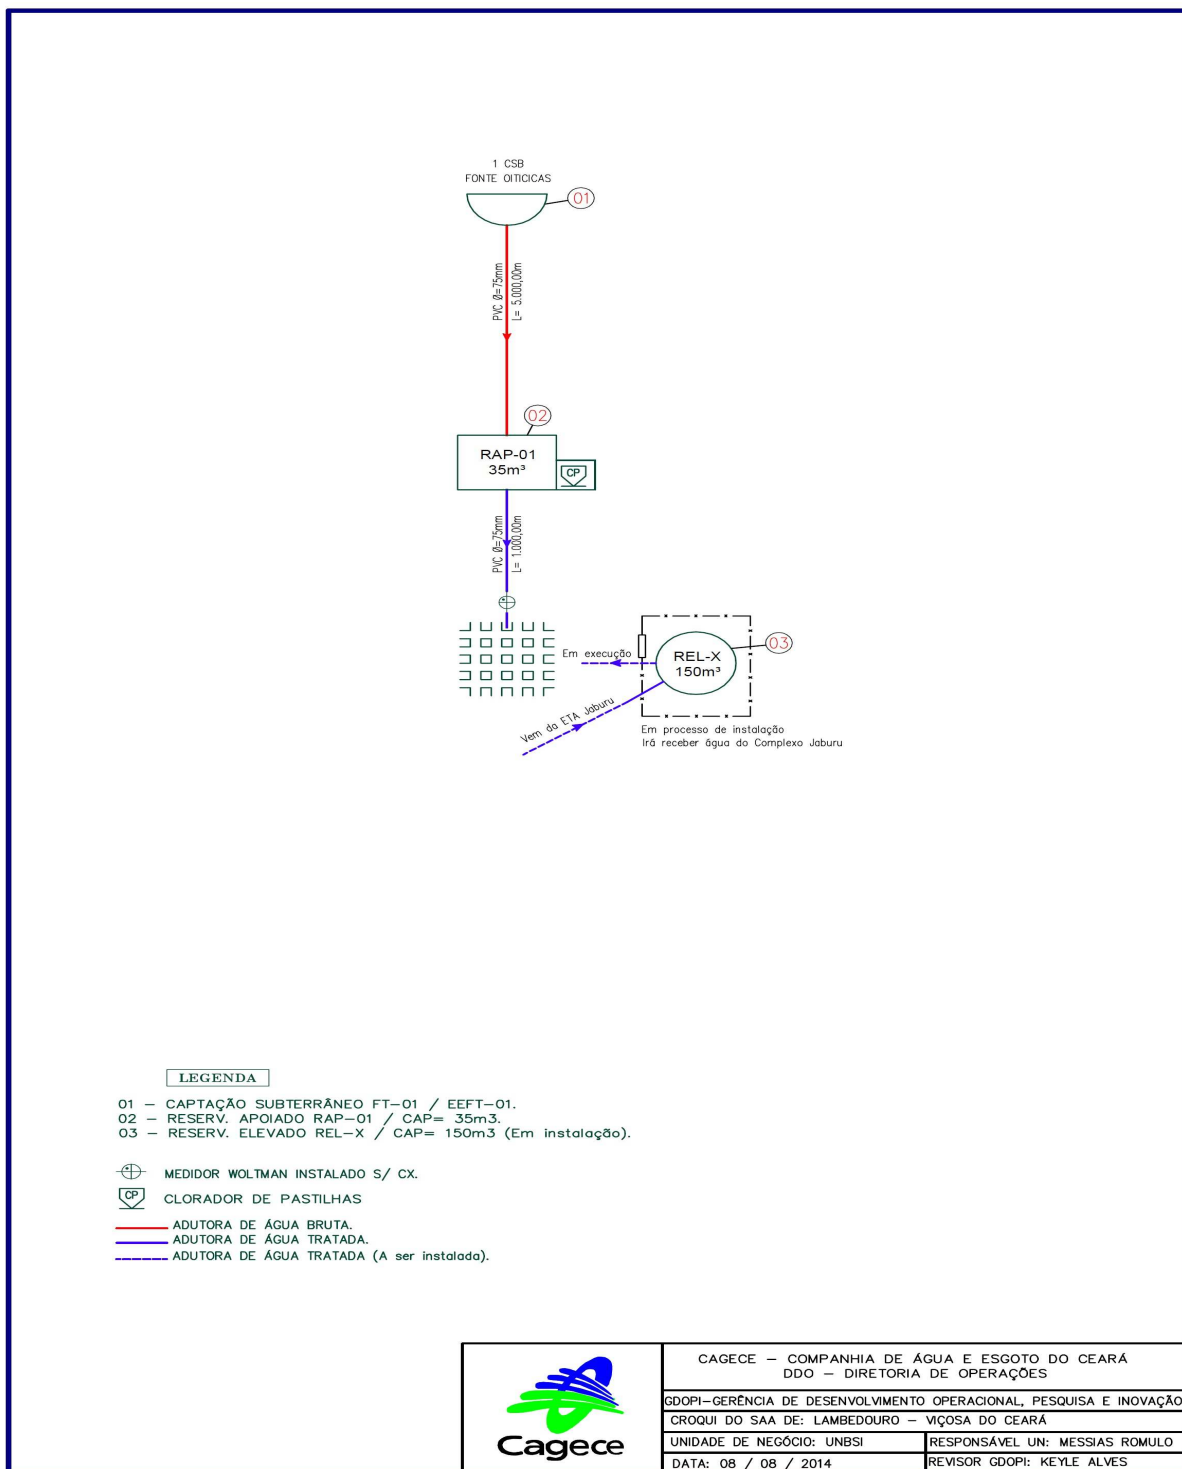 1 CSB
FONTE OITICICAS
01
PVC Ø=75mm
L= 5.000,00m
02
RAP-01
35m³
CP
PVC Ø=75mm
L= 1.000,00m
Em execução
REL-X
150m³
03
Vem da ETA Jaburu
Em processo de instalação
Irá receber água do Complexo Jaburu
LEGENDA
01 – CAPTAÇÃO SUBTERRÂNEO FT–01 / EEFT–01.
02 – RESERV. APOIADO RAP–01 / CAP= 35m3.
03 – RESERV. ELEVADO REL–X / CAP= 150m3 (Em instalação).
MEDIDOR WOLTMAN INSTALADO S/ CX.
CP CLORADOR DE PASTILHAS
ADUTORA DE ÁGUA BRUTA.
ADUTORA DE ÁGUA TRATADA.
ADUTORA DE ÁGUA TRATADA (A ser instalada).
Cagece
CAGECE – COMPANHIA DE ÁGUA E ESGOTO DO CEARÁ
DDO – DIRETORIA DE OPERAÇÕES
GDOPI–GERÊNCIA DE DESENVOLVIMENTO OPERACIONAL, PESQUISA E INOVAÇÃO
CROQUI DO SAA DE: LAMBEDOURO – VIÇOSA DO CEARÁ
UNIDADE DE NEGÓCIO: UNBSI
RESPONSÁVEL UN: MESSIAS ROMULO
DATA: 08 / 08 / 2014
REVISOR GDOPI: KEYLE ALVES